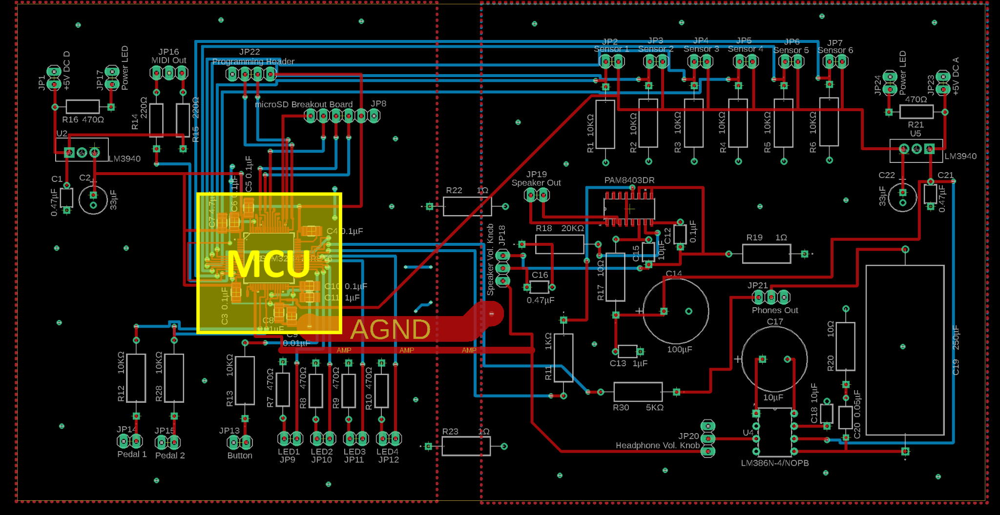 JP2
Sensor 1
JP3
Sensor 2
JP4
Sensor 3
JP5
Sensor 4
JP6
Sensor 5
JP7
Sensor 6
JP1
+5V DC D
JP17
Power LED
JP16
MIDI Out
JP22
Programming Header
JP24
Power LED
JP23
+5V DC A
R16 470Ω
R14
220Ω
R15
220Ω
microSD Breakout Board
JP8
R1
10KΩ
R2
10KΩ
R3
10KΩ
R4
10KΩ
R5
10KΩ
R6
10KΩ
470Ω
R21
U2
LM3940
U5
LM3940
C1
0.47µF
C2
33µF
C5 0.1µF
C6 0.1µF
C7 4.7µF
R22 1Ω
JP19
Speaker Out
PAM8403DR
C22
33µF
C21
0.47µF
C4 0.1µF
MCU
JP18
Speaker Vol. Knob
R18 20KΩ
C12
0.1µF
C15
10µF
R19 1Ω
R17
10Ω
C16
0.47µF
C14
100µF
C10 0.1µF
C11 1µF
C3 0.1µF
C8
1µF
C9
0.01µF
AGND
AMP
AMP
AMP
JP21
Phones Out
C17
10µF
R20
10Ω
C19
250µF
R11
1KΩ
C13 1µF
R12
10KΩ
R28
10KΩ
R13
10KΩ
R7
470Ω
R8
470Ω
R9
470Ω
R10
470Ω
R30 5KΩ
C18
10µF
C20
0.05µF
JP14
Pedal 1
JP15
Pedal 2
JP13
Button
LED1
JP9
LED2
JP10
LED3
JP11
LED4
JP12
R23 1Ω
JP20
Headphone Vol. Knob
U4
LM386N-4/NOPB